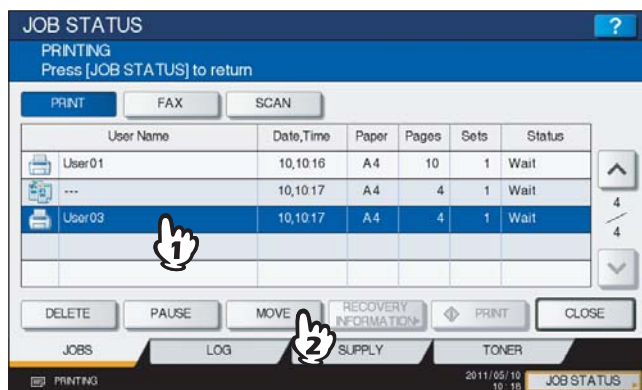 JOB STATUS
?
PRINTING
Press [JOB STATUS] to return
PRINT FAX SCAN
User Name Date,Time Paper Pages Sets Status
User01 10,10:16 A4 10 1 Wait
--- 10,10:17 A4 4 1 Wait
User03 10,10:17 A4 4 1 Wait
4
4
1
DELETE PAUSE MOVE RECOVERY INFORMATION PRINT CLOSE
2
JOBS LOG SUPPLY TONER
PRINTING 2011/05/10
10:18 JOB STATUS